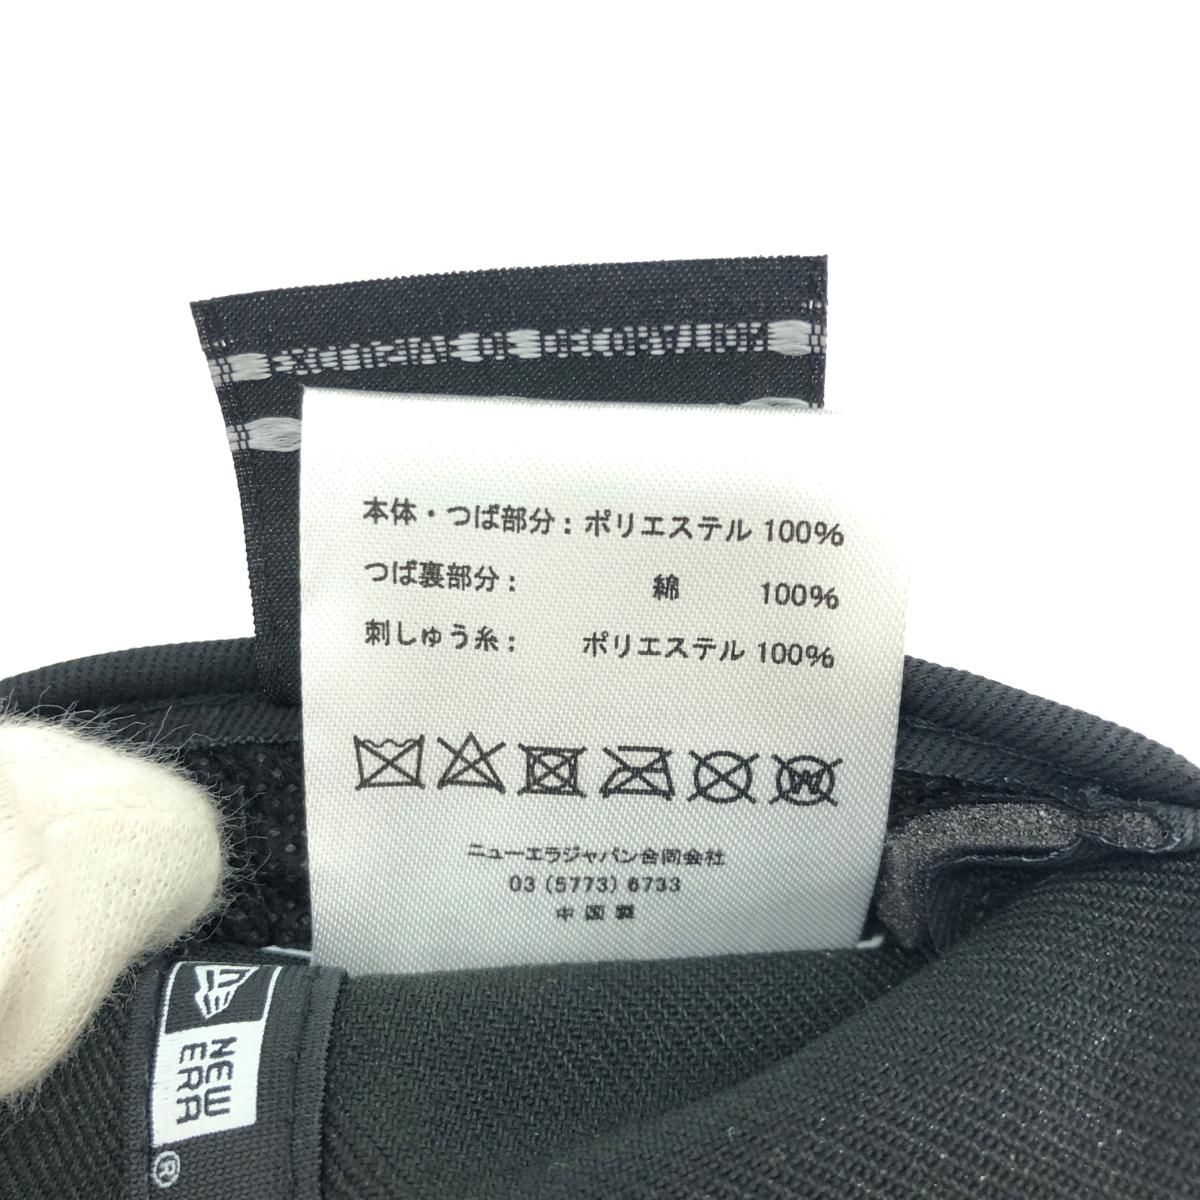 本体・つば部分： ポリエステル 100%
つば裏部分： 綿 100%
刺しゅう糸： ポリエステル 100%
W
ニューエラジャパン合同会社
03 (5773) 6733
中国製
NEW
ERA
®